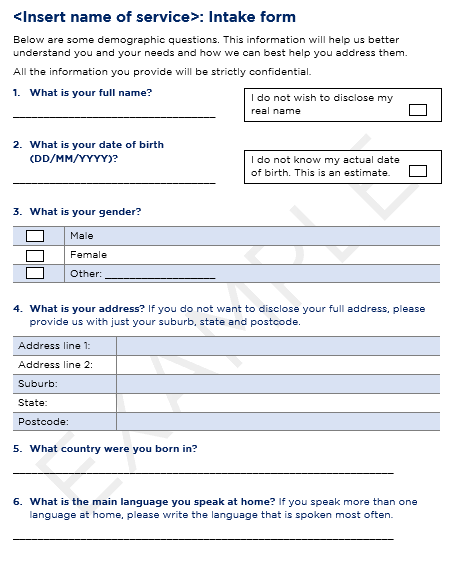 <Insert name of service>: Intake form
Below are some demographic questions. This information will help us better
understand you and your needs and how we can best help you address them.
All the information you provide will be strictly confidential.
1. What is your full name?
I do not wish to disclose my
real name
2. What is your date of birth
(DD/MM/YYYY)?
I do not know my actual date
of birth. This is an estimate.
3. What is your gender?
Male
Female
Other: ___________________
4. What is your address? If you do not want to disclose your full address, please
provide us with just your suburb, state and postcode.
Address line 1:
Address line 2:
Suburb:
State:
Postcode:
5. What country were you born in?
6. What is the main language you speak at home? If you speak more than one
language at home, please write the language that is spoken most often.
EXAMPLE